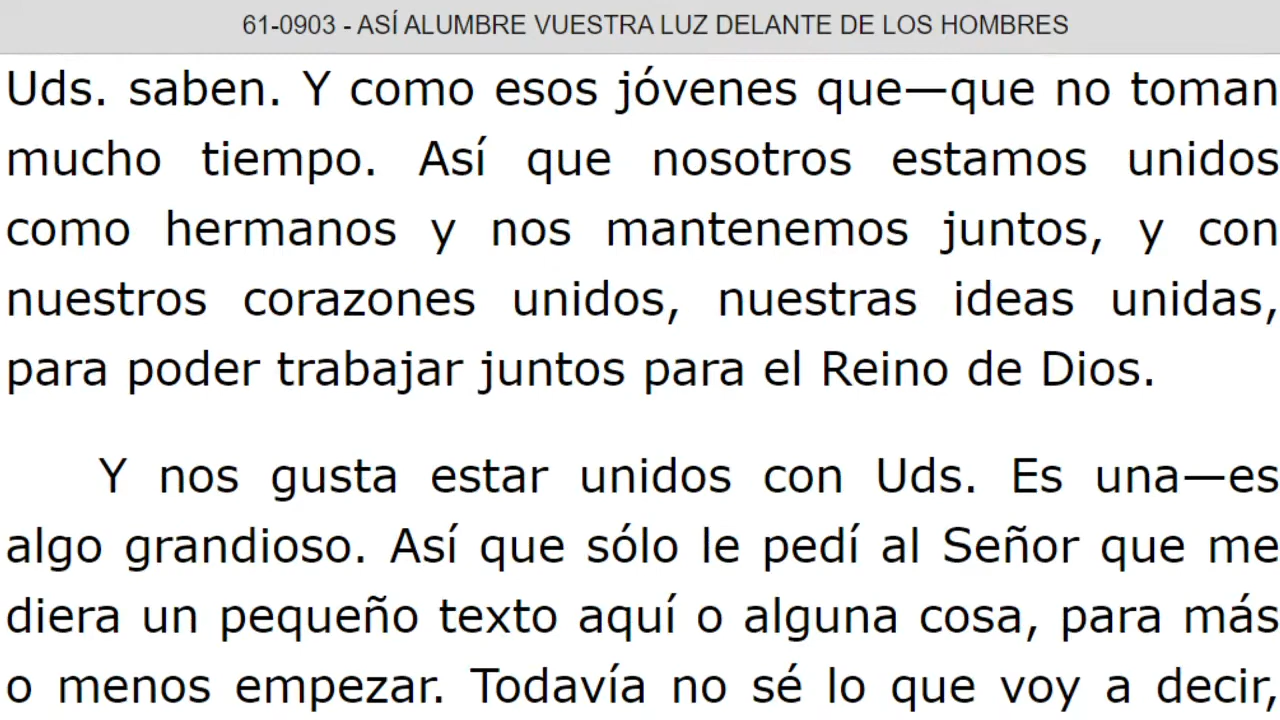 61-0903 - ASÍ ALUMBRE VUESTRA LUZ DELANTE DE LOS HOMBRES
Uds. saben. Y como esos jóvenes que—que no toman
mucho tiempo. Así que nosotros estamos unidos
como hermanos y nos mantenemos juntos, y con
nuestros corazones unidos, nuestras ideas unidas,
para poder trabajar juntos para el Reino de Dios.
Y nos gusta estar unidos con Uds. Es una—es
algo grandioso. Así que sólo le pedí al Señor que me
diera un pequeño texto aquí o alguna cosa, para más
o menos empezar. Todavía no sé lo que voy a decir,